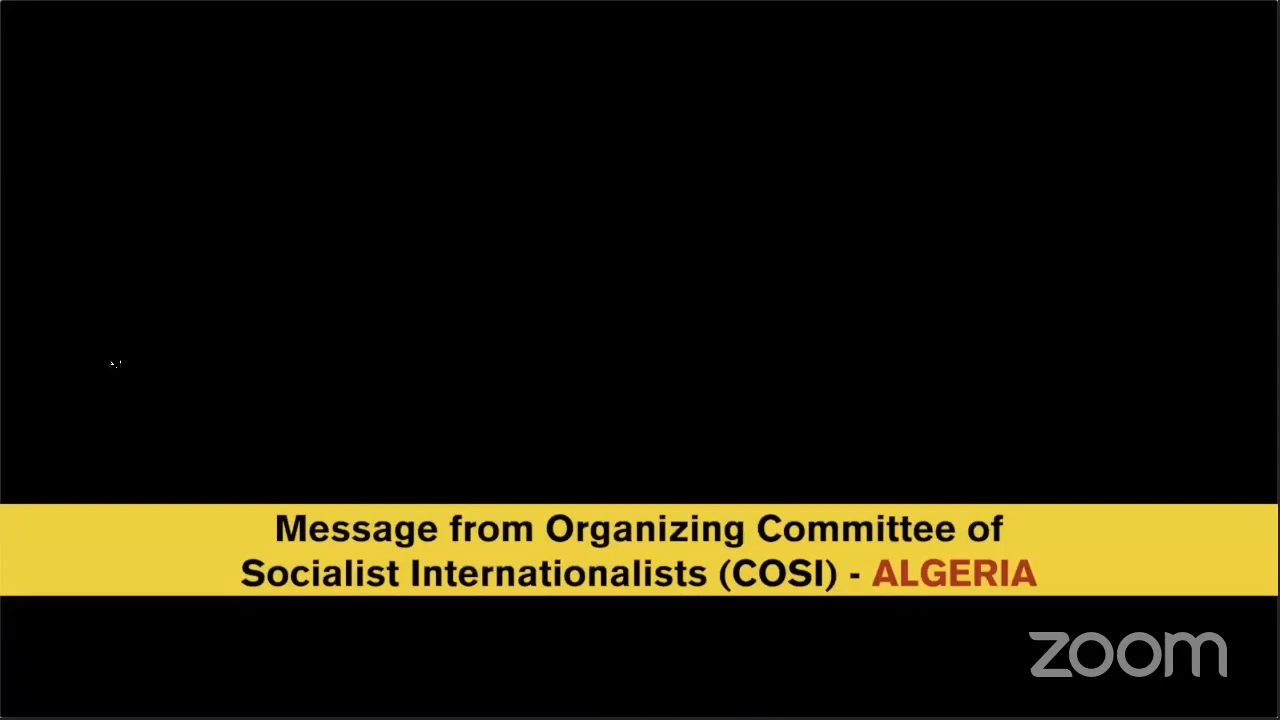 Message from Organizing Committee of
Socialist Internationalists (COSI) - ALGERIA
zoom